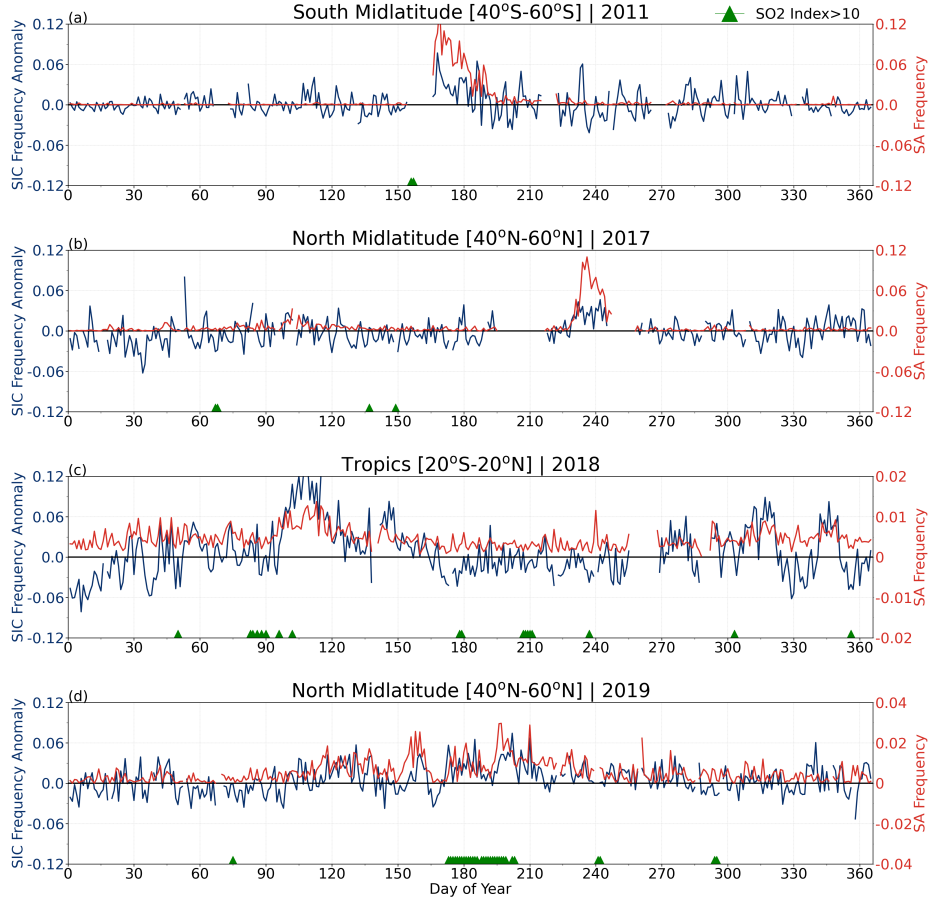 South Midlatitude [40°S-60°S] | 2011
SO2 Index>10
(a)
SIC Frequency Anomaly
0.12
0.06
0.0
-0.06
-0.12
0.12
0.06
0.0
-0.06
-0.12
SA Frequency
0 30 60 90 120 150 180 210 240 270 300 330 360
North Midlatitude [40°N-60°N] | 2017
(b)
SIC Frequency Anomaly
0.12
0.06
0.0
-0.06
-0.12
0.12
0.06
0.0
-0.06
-0.12
SA Frequency
0 30 60 90 120 150 180 210 240 270 300 330 360
Tropics [20°S-20°N] | 2018
(c)
SIC Frequency Anomaly
0.12
0.06
0.0
-0.06
-0.12
0.02
0.01
0
-0.01
-0.02
SA Frequency
0 30 60 90 120 150 180 210 240 270 300 330 360
North Midlatitude [40°N-60°N] | 2019
(d)
SIC Frequency Anomaly
0.12
0.06
0.0
-0.06
-0.12
0.04
0.02
0
-0.02
-0.04
SA Frequency
0 30 60 90 120 150 180 210 240 270 300 330 360
Day of Year